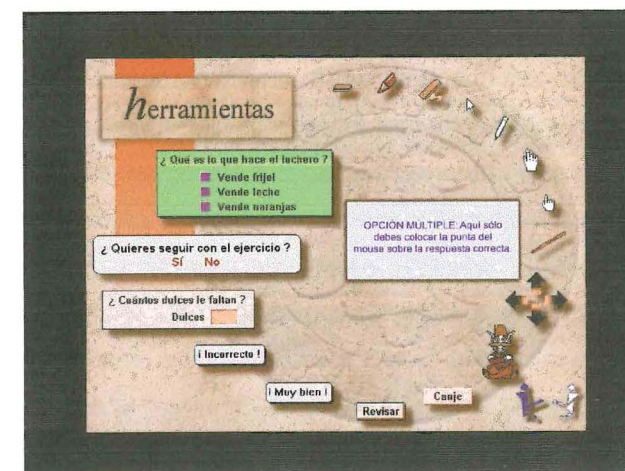 herramientas
¿ Qué es lo que hace el lechero ?
Vende frijol
Vende leche
Vende naranjas
OPCIÓN MULTIPLE: Aquí sólo
debes colocar la punta del
mouse sobre la respuesta correcta.
¿ Quieres seguir con el ejercicio ?
Sí No
¿ Cuántos dulces le faltan ?
Dulces
¡ Incorrecto !
¡ Muy bien !
Revisar
Canje